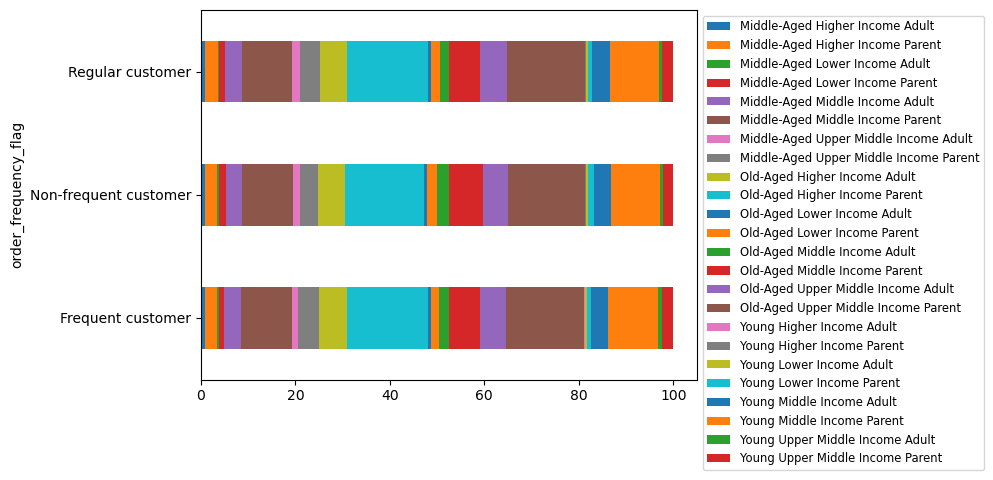 order_frequency_flag
Regular customer
Non-frequent customer
Frequent customer
0 20 40 60 80 100
Middle-Aged Higher Income Adult
Middle-Aged Higher Income Parent
Middle-Aged Lower Income Adult
Middle-Aged Lower Income Parent
Middle-Aged Middle Income Adult
Middle-Aged Middle Income Parent
Middle-Aged Upper Middle Income Adult
Middle-Aged Upper Middle Income Parent
Old-Aged Higher Income Adult
Old-Aged Higher Income Parent
Old-Aged Lower Income Adult
Old-Aged Lower Income Parent
Old-Aged Middle Income Adult
Old-Aged Middle Income Parent
Old-Aged Upper Middle Income Adult
Old-Aged Upper Middle Income Parent
Young Higher Income Adult
Young Higher Income Parent
Young Lower Income Adult
Young Lower Income Parent
Young Middle Income Adult
Young Middle Income Parent
Young Upper Middle Income Adult
Young Upper Middle Income Parent